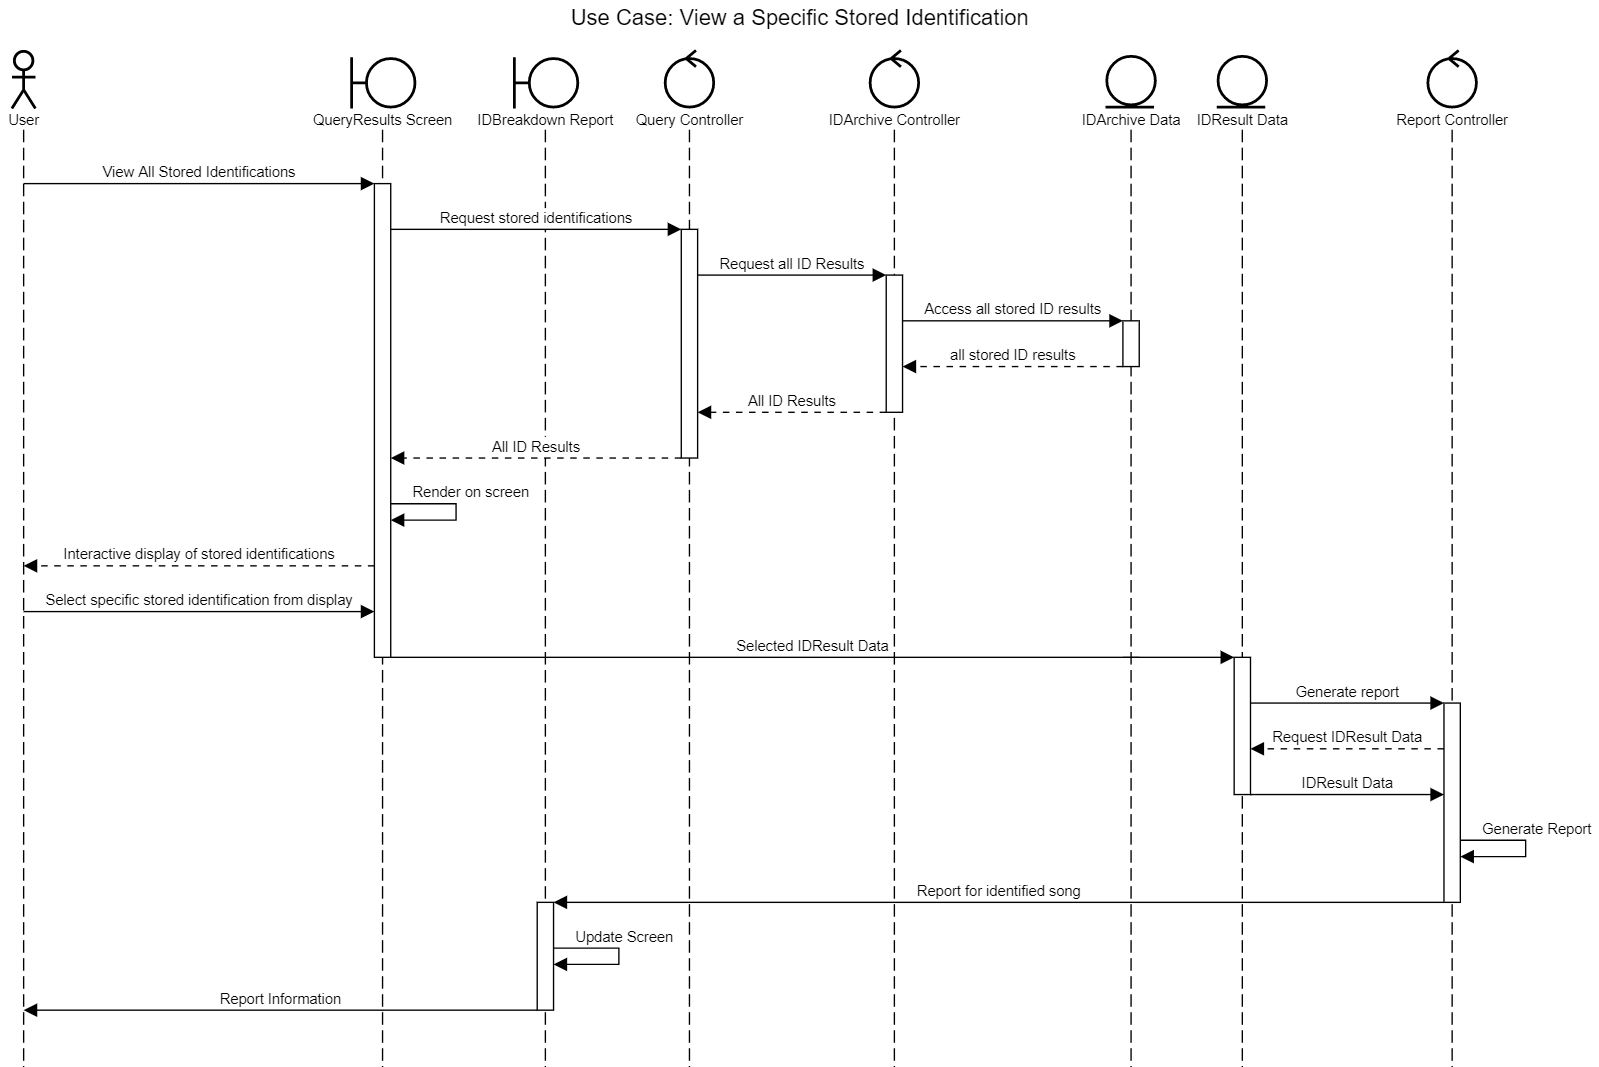 Use Case: View a Specific Stored Identification
User
QueryResults Screen
IDBreakdown Report
Query Controller
IDArchive Controller
IDArchive Data
IDResult Data
Report Controller
View All Stored Identifications
Request stored identifications
Request all ID Results
Access all stored ID results
all stored ID results
All ID Results
All ID Results
Render on screen
Interactive display of stored identifications
Select specific stored identification from display
Selected IDResult Data
Generate report
Request IDResult Data
IDResult Data
Generate Report
Report for identified song
Update Screen
Report Information